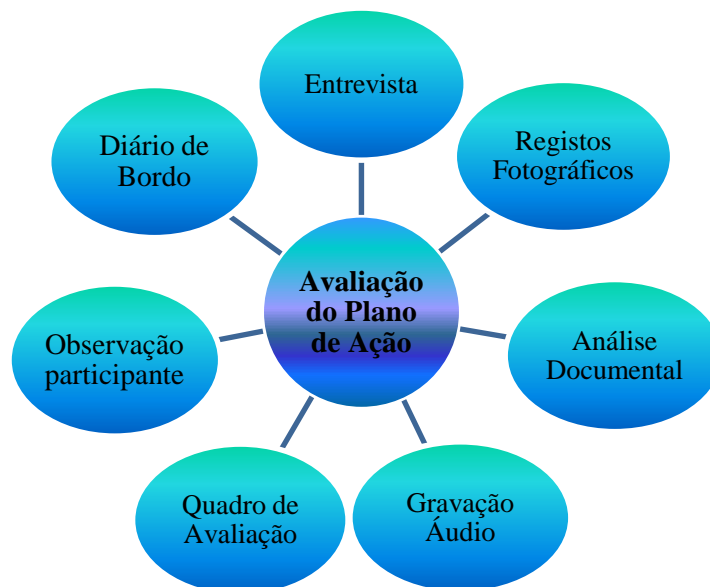 Entrevista
Registos
Fotográficos
Análise
Documental
Gravação
Áudio
Quadro de
Avaliação
Observação
participante
Diário de
Bordo
Avaliação
do Plano
de Ação